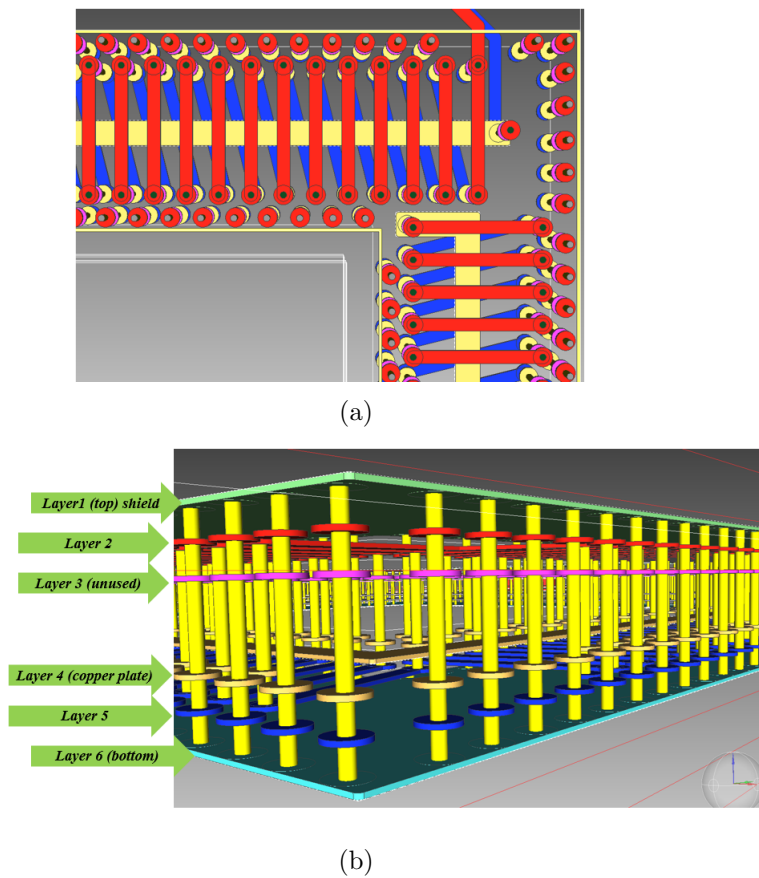 (a)
Layer1 (top) shield
Layer 2
Layer 3 (unused)
Layer 4 (copper plate)
Layer 5
Layer 6 (bottom)
(b)